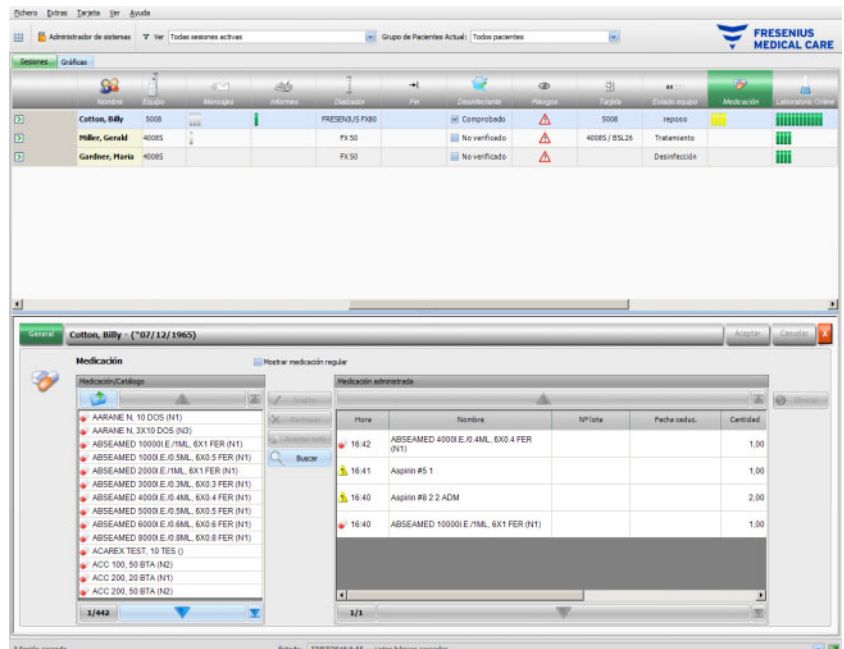 Fichero Extras Tarjeta Ver Ayuda
Administrador de sistemas Ver Todas sesiones activas Grupo de Pacientes Actual: Todos pacientes
FRESENIUS
MEDICAL CARE
Sesiones Gráficas
Nombre Equipo Mensajes Informes Dializador Fin Desinfectante Riesgos Tarjeta Estado equipo Medicación Laboratorio Online
Cotton, Billy 5008 FRESENIUS FX80 Comprobado 5008 reposo
Miller, Gerald 4008S FX 50 No verificado 4008S / BSL26 Tratamiento
Gardner, Maria 4008S FX 50 No verificado Desinfección
General Cotton, Billy - (*07/12/1965) Aceptar Cancelar X
Medicación Mostrar medicación regular
Medicación/Catálogo Medicación administrada
Aceptar
Rechazar
Aceptar todo
Buscar
Hora Nombre Nº lote Fecha caduc. Cantidad
AARANE N, 10 DOS (N1)
AARANE N, 3X10 DOS (N3)
ABSEAMED 10000I.E./1ML, 6X1 FER (N1)
ABSEAMED 1000I.E./0.5ML, 6X0.5 FER (N1)
ABSEAMED 2000I.E./1ML, 6X1 FER (N1)
ABSEAMED 3000I.E./0.3ML, 6X0.3 FER (N1)
ABSEAMED 4000I.E./0.4ML, 6X0.4 FER (N1)
ABSEAMED 5000I.E./0.5ML, 6X0.5 FER (N1)
ABSEAMED 6000I.E./0.6ML, 6X0.6 FER (N1)
ABSEAMED 8000I.E./0.8ML, 6X0.8 FER (N1)
ACAREX TEST, 10 TES ()
ACC 100, 50 BTA (N2)
ACC 200, 20 BTA (N1)
ACC 200, 50 BTA (N2)
1/442
16:42 ABSEAMED 4000I.E./0.4ML, 6X0.4 FER
(N1) 1,00
16:41 Aspirin #5 1 1,00
16:40 Aspirin #8 2 2 ADM 2,00
16:40 ABSEAMED 10000I.E./1ML, 6X1 FER (N1) 1,00
1/1